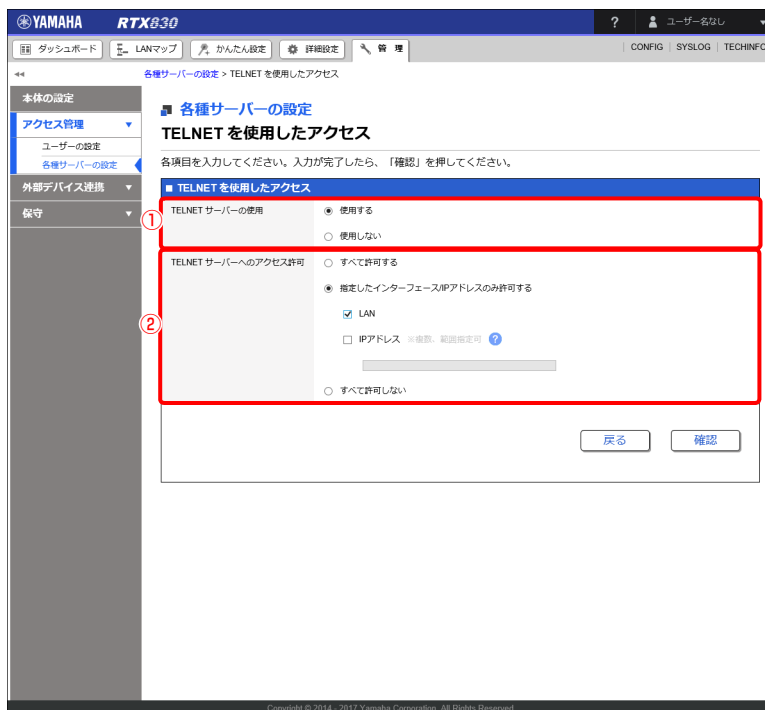 YAMAHA RTX830 ? ユーザー名なし
ダッシュボード LANマップ かんたん設定 詳細設定 管理 CONFIG SYSLOG TECHINFO
各種サーバーの設定 > TELNET を使用したアクセス
本体の設定
アクセス管理
ユーザーの設定
各種サーバーの設定
外部デバイス連携
保守
各種サーバーの設定
TELNET を使用したアクセス
各項目を入力してください。入力が完了したら、「確認」を押してください。
■ TELNET を使用したアクセス
①
TELNET サーバーの使用 使用する
使用しない
②
TELNET サーバーへのアクセス許可 すべて許可する
指定したインターフェース/IPアドレスのみ許可する
LAN
IPアドレス ※複数、範囲指定可 ?
すべて許可しない
戻る 確認
Copyright © 2014 - 2017 Yamaha Corporation. All Rights Reserved.